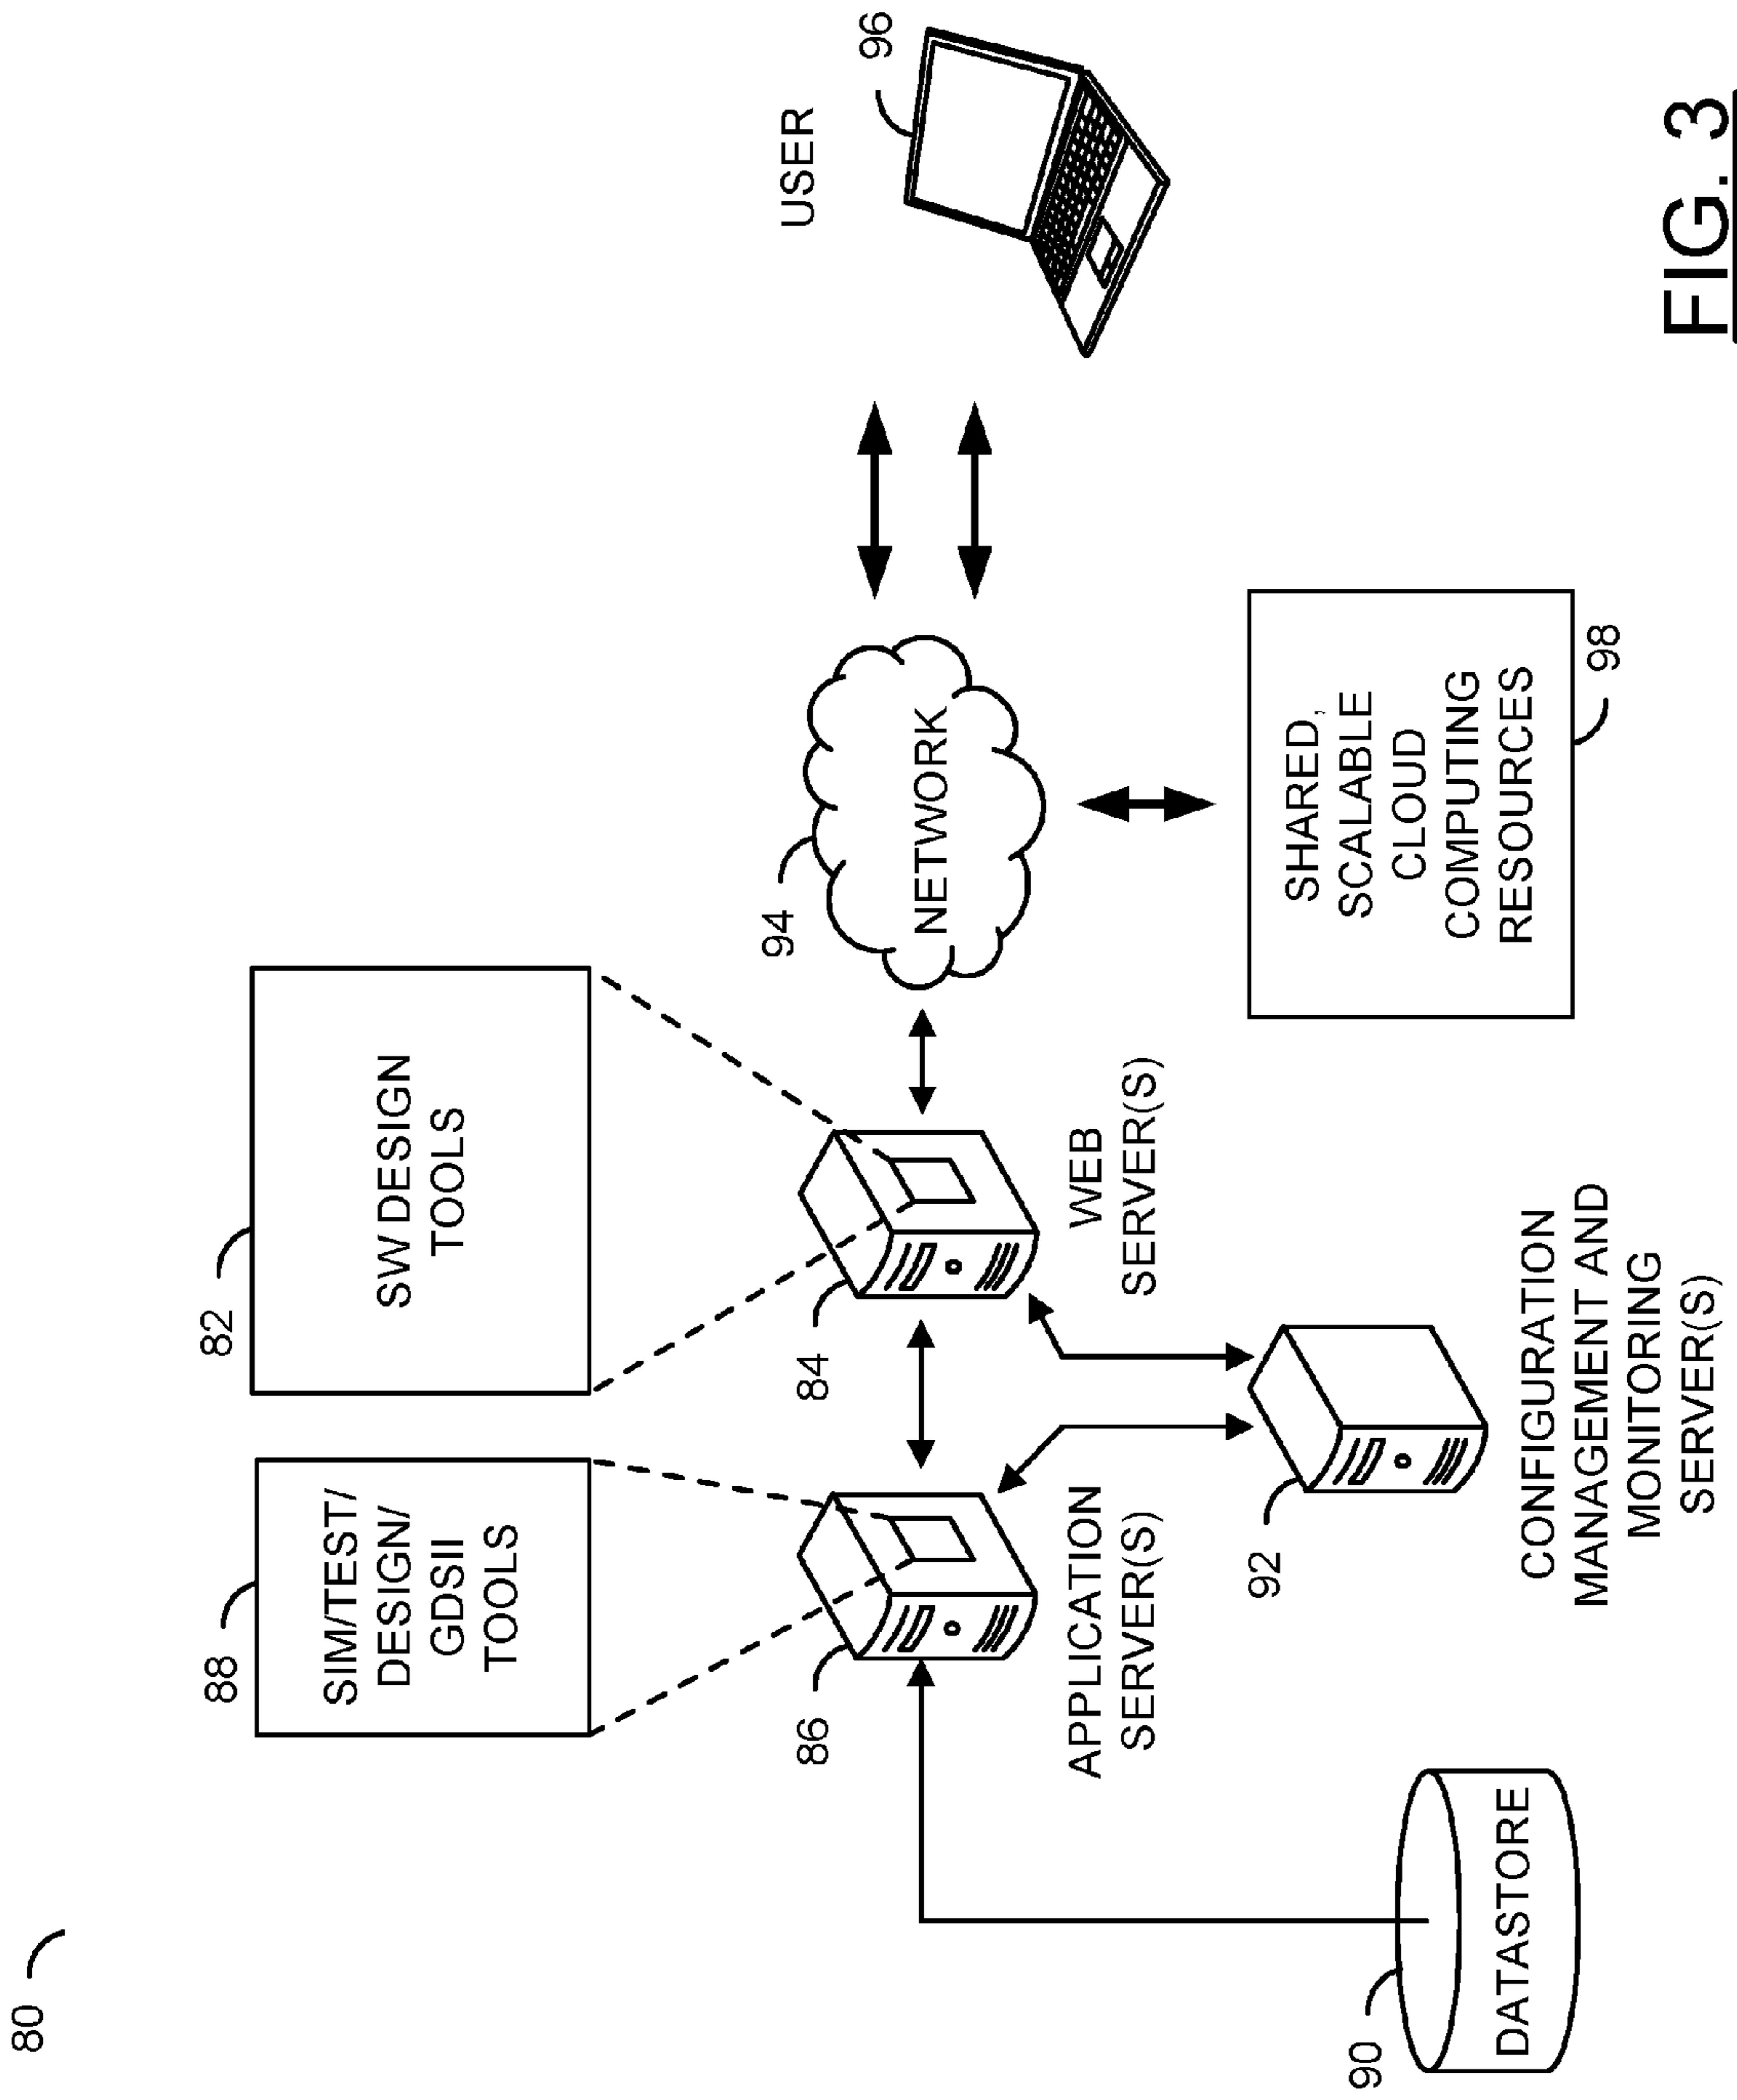 80
88
SIM/TEST/
DESIGN/
GDSII
TOOLS
82
SW DESIGN
TOOLS
86
APPLICATION
SERVER(S)
84
WEB
SERVER(S)
94
NETWORK
USER
96
90
DATASTORE
92
CONFIGURATION
MANAGEMENT AND
MONITORING
SERVER(S)
SHARED,
SCALABLE
CLOUD
COMPUTING
RESOURCES
98
FIG. 3